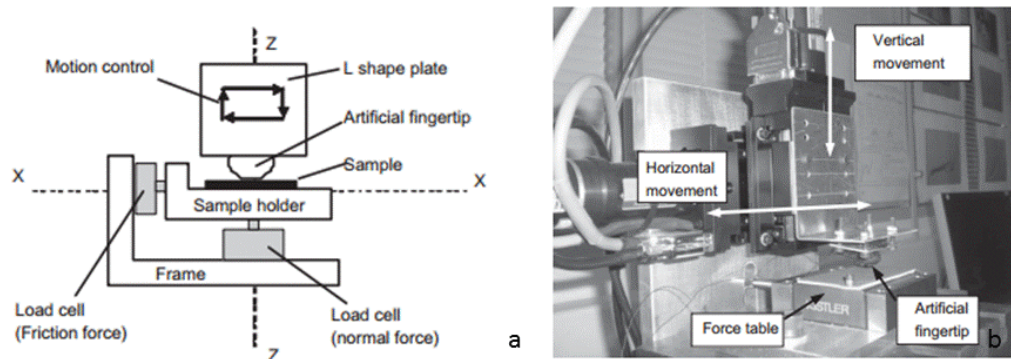 Z
Motion control
L shape plate
Artificial fingertip
Sample
X
X
Sample holder
Frame
Load cell
(Friction force)
Load cell
(normal force)
Z
a
Vertical
movement
Horizontal
movement
Force table
Artificial
fingertip
b